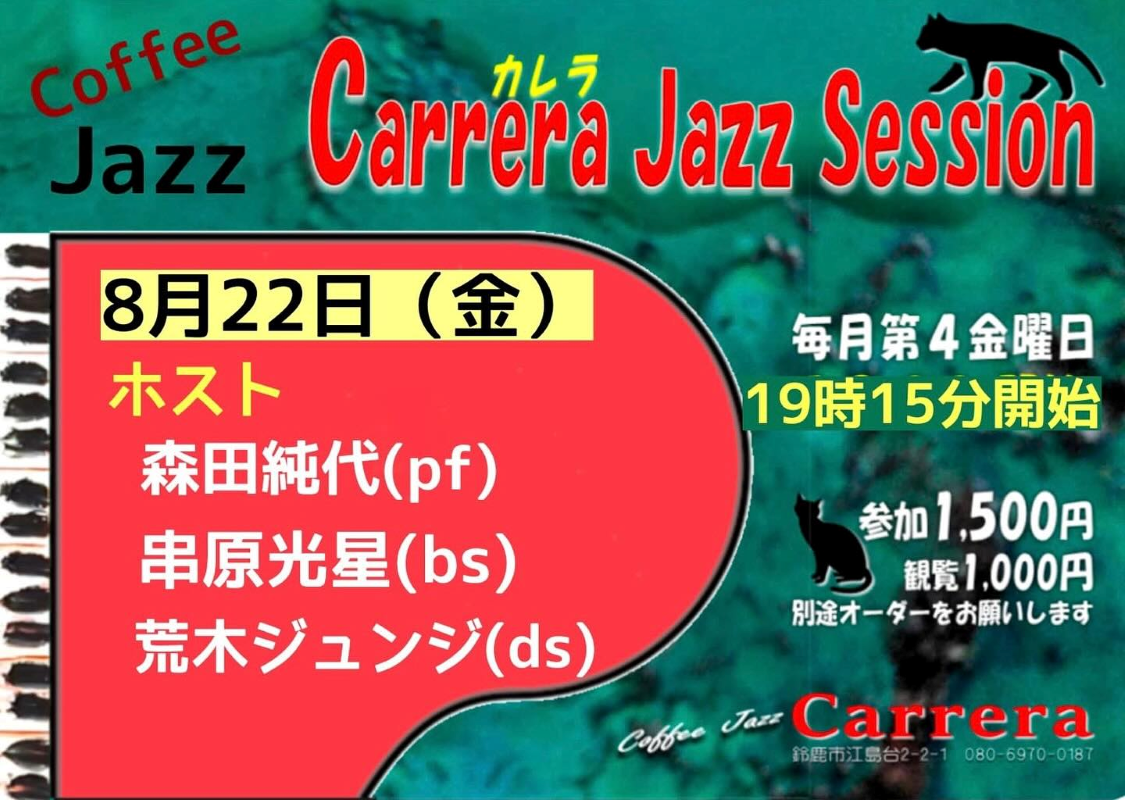 Coffee
Jazz
カレラ
Carrera Jazz Session
8月22日（金）
ホスト
森田純代(pf)
串原光星(bs)
荒木ジュンジ(ds)
毎月第4金曜日
19時15分開始
参加1,500円
観覧1,000円
別途オーダーをお願いします
Coffee Jazz Carrera
鈴鹿市江島台2-2-1 080-6970-0187